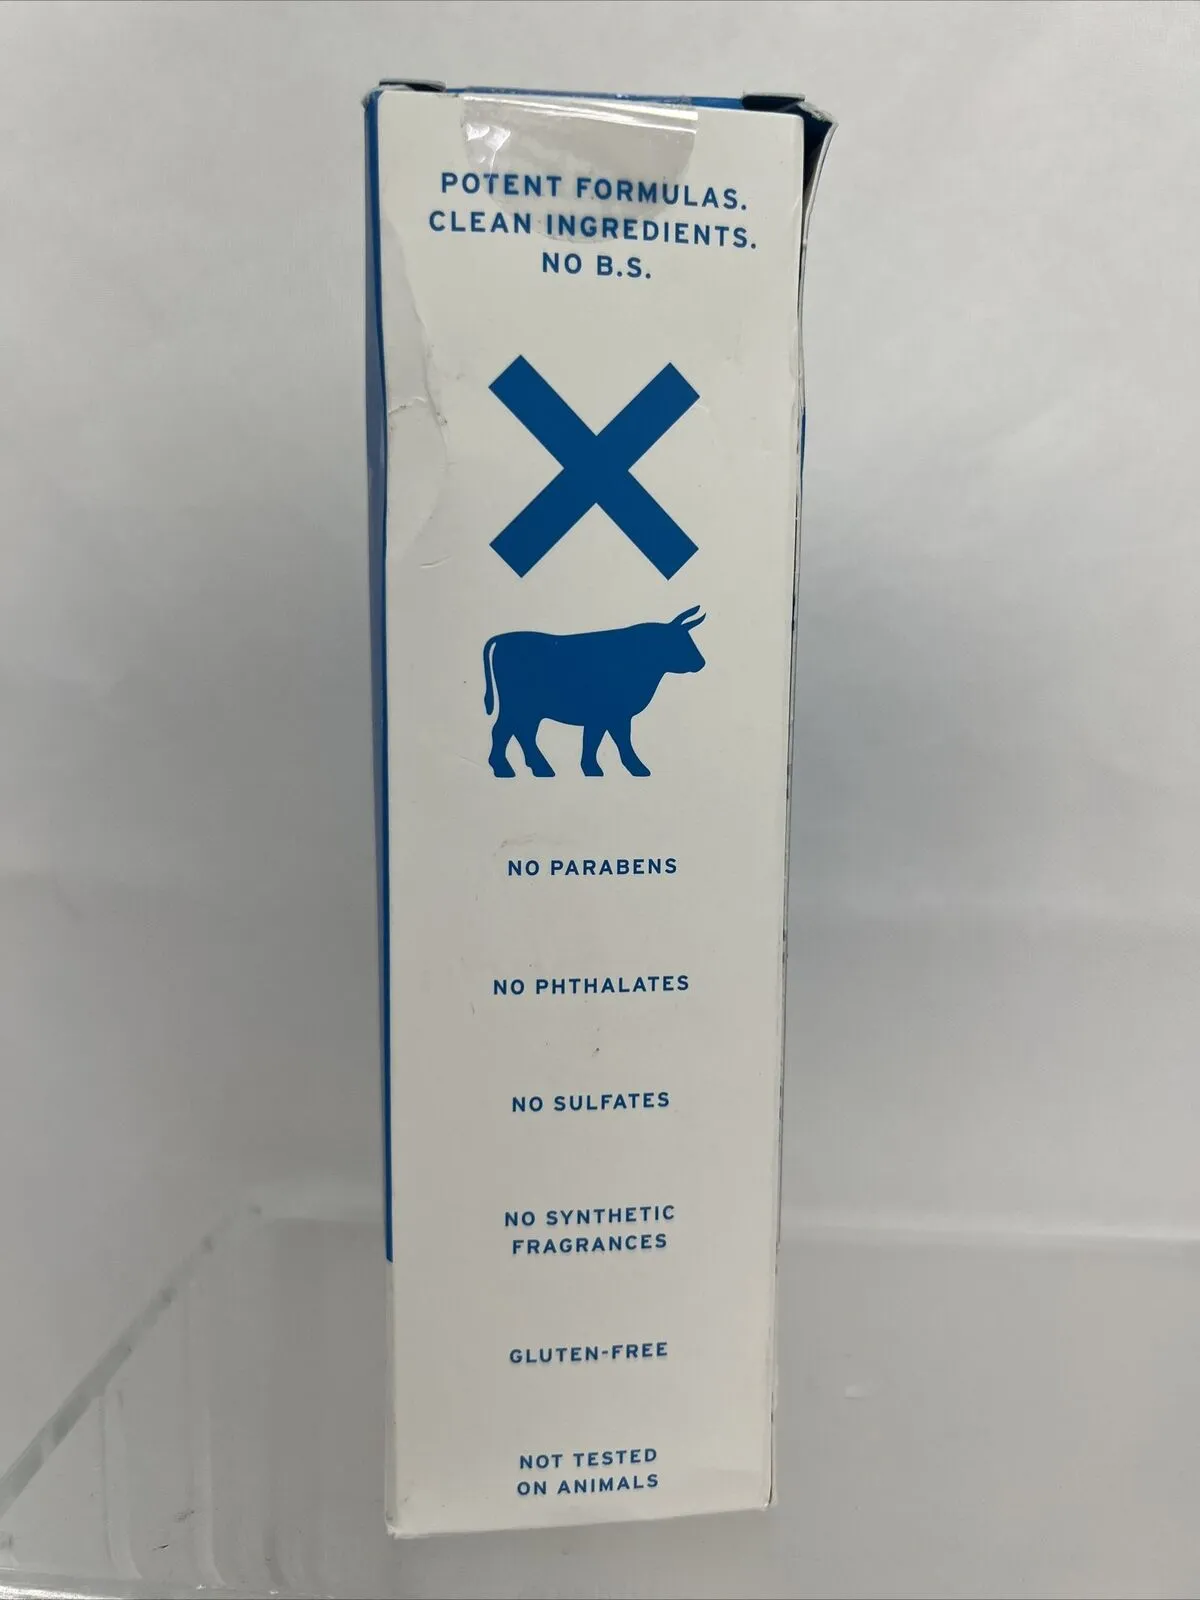 POTENT FORMULAS.
CLEAN INGREDIENTS.
NO B.S.
NO PARABENS
NO PHTHALATES
NO SULFATES
NO SYNTHETIC
FRAGRANCES
GLUTEN-FREE
NOT TESTED
ON ANIMALS